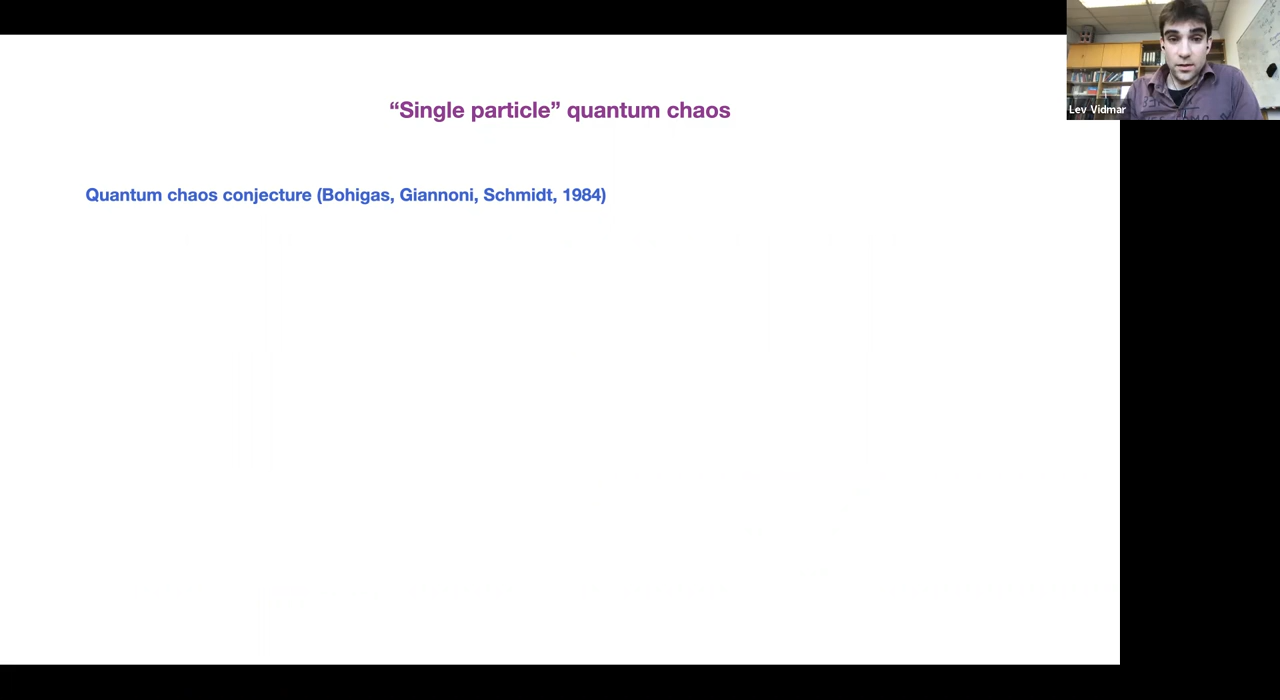 “Single particle” quantum chaos
Quantum chaos conjecture (Bohigas, Giannoni, Schmidt, 1984)
Lev Vidmar